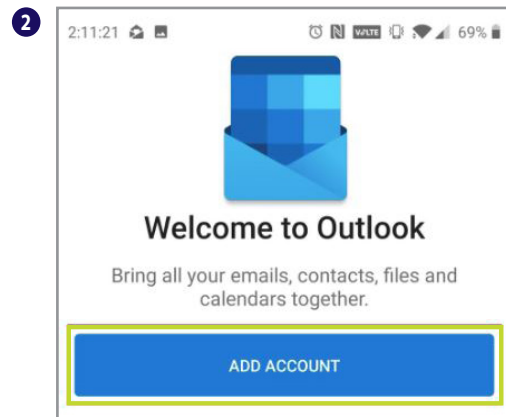 2
2:11:21 VoLTE 69%
Welcome to Outlook
Bring all your emails, contacts, files and
calendars together.
ADD ACCOUNT